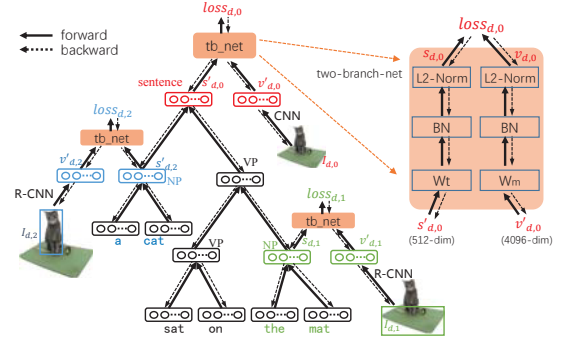 forward
backward
loss_{d,0}
tb_net
sentence s'_{d,0} v'_{d,0}
CNN
I_{d,0}
loss_{d,2}
tb_net
v'_{d,2} s'_{d,2}
NP
R-CNN
I_{d,2}
a cat
VP
VP
loss_{d,1}
tb_net
NP s_{d,1} v'_{d,1}
R-CNN
I_{d,1}
sat on the mat
two-branch-net
loss_{d,0}
s_{d,0} v_{d,0}
L2-Norm L2-Norm
BN BN
Wt Wm
s'_{d,0} v'_{d,0}
(512-dim) (4096-dim)